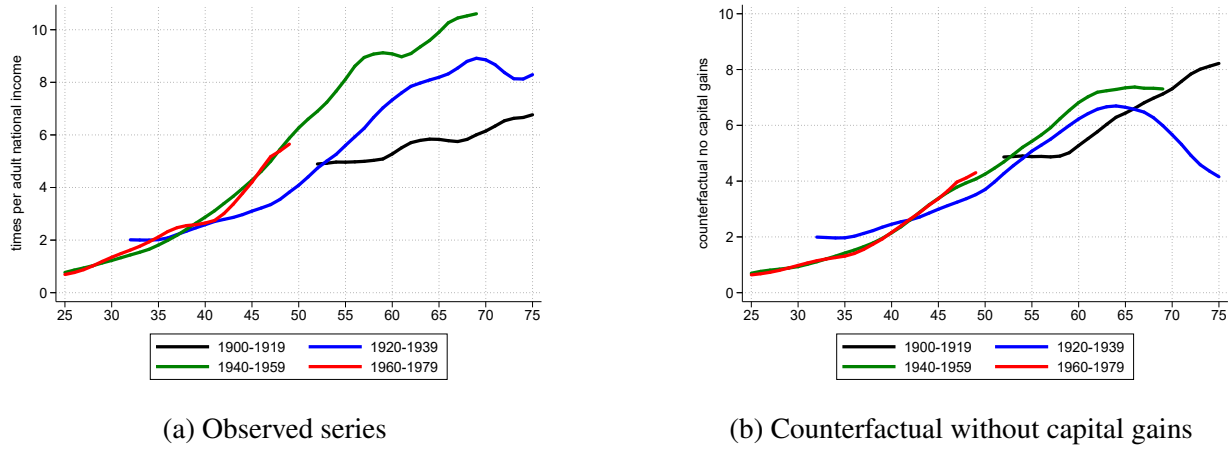 times per adult national income
10
8
6
4
2
0
25 30 35 40 45 50 55 60 65 70 75
1900-1919 1920-1939
1940-1959 1960-1979
(a) Observed series
counterfactual no capital gains
10
8
6
4
2
0
25 30 35 40 45 50 55 60 65 70 75
1900-1919 1920-1939
1940-1959 1960-1979
(b) Counterfactual without capital gains